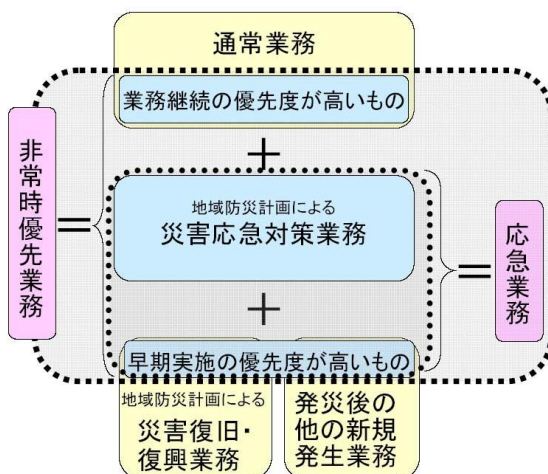 通常業務
業務継続の優先度が高いもの
+
非常時優先業務
=
地域防災計画による
災害応急対策業務
=
応急業務
+
早期実施の優先度が高いもの
地域防災計画による
災害復旧・
復興業務
発災後の
他の新規
発生業務